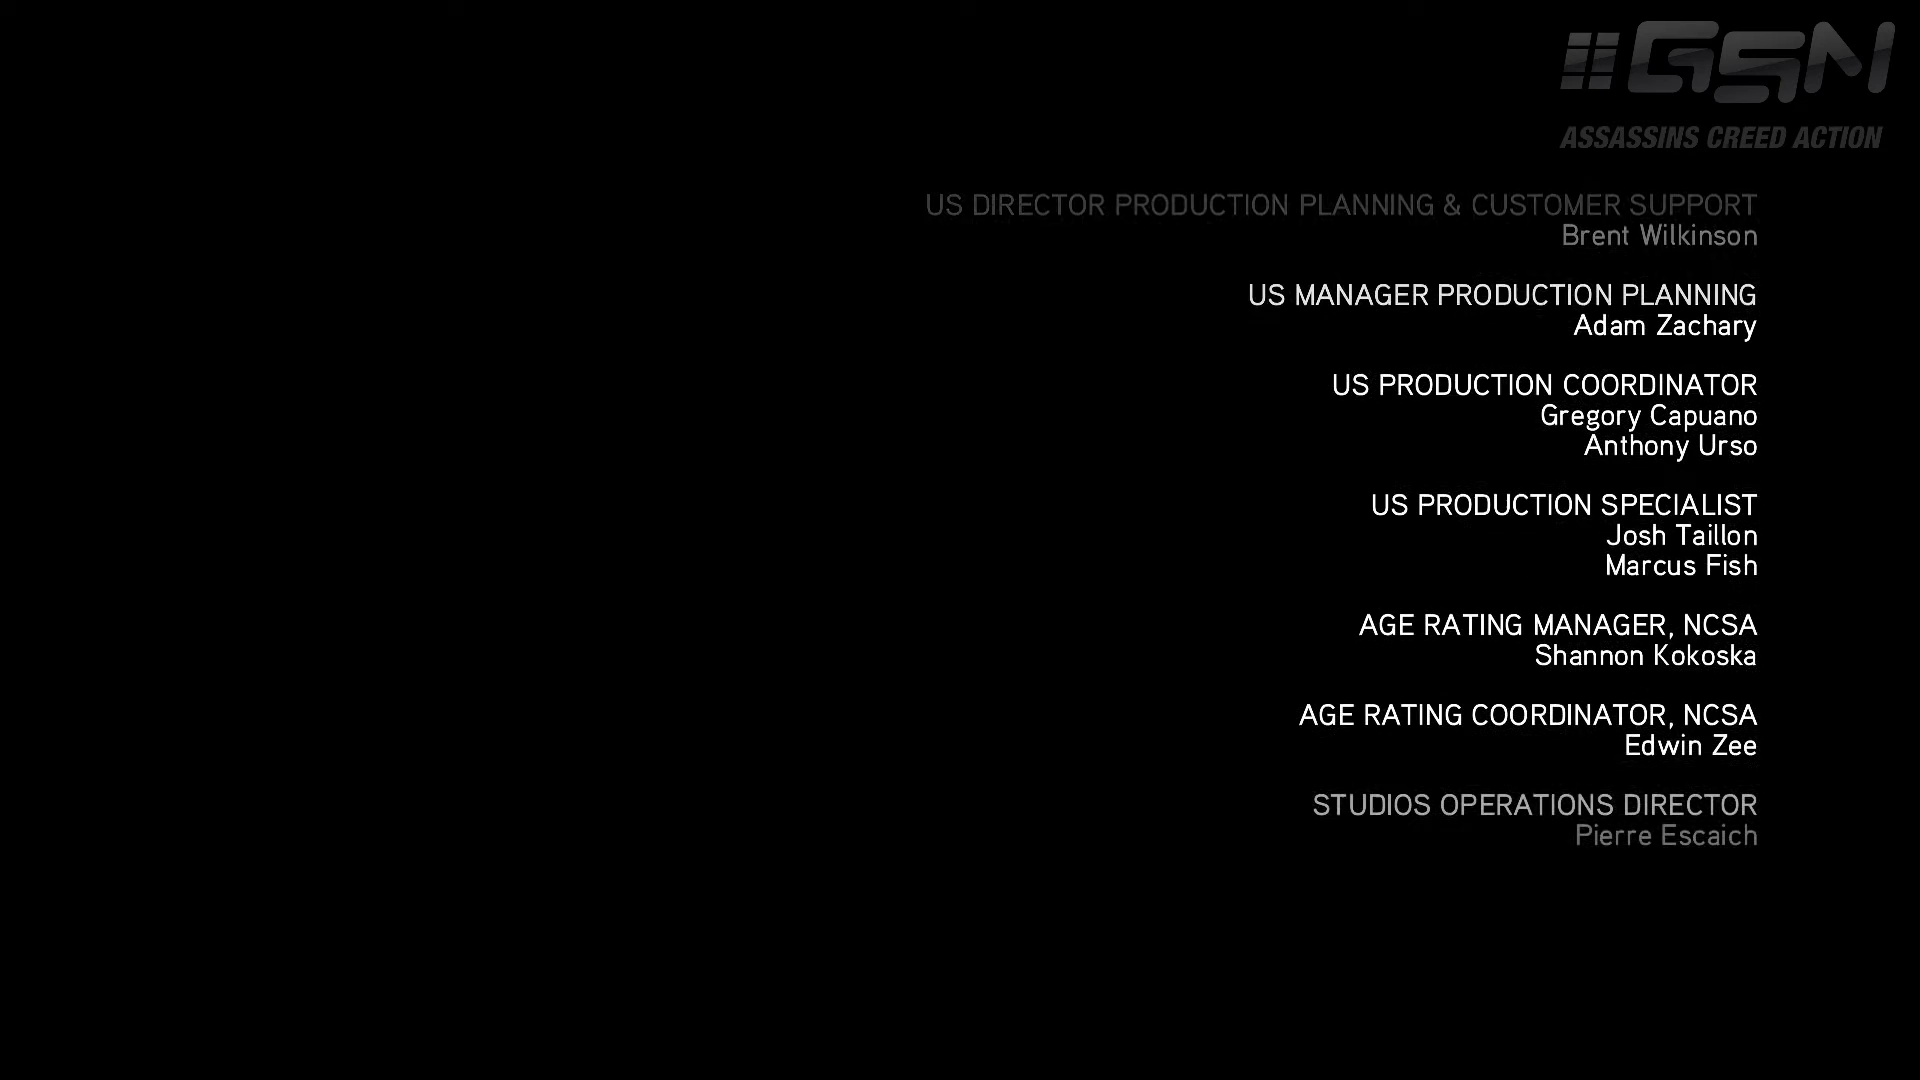 GSN
ASSASSINS CREED ACTION
US DIRECTOR PRODUCTION PLANNING & CUSTOMER SUPPORT
Brent Wilkinson
US MANAGER PRODUCTION PLANNING
Adam Zachary
US PRODUCTION COORDINATOR
Gregory Capuano
Anthony Urso
US PRODUCTION SPECIALIST
Josh Taillon
Marcus Fish
AGE RATING MANAGER, NCSA
Shannon Kokoska
AGE RATING COORDINATOR, NCSA
Edwin Zee
STUDIOS OPERATIONS DIRECTOR
Pierre Escaich